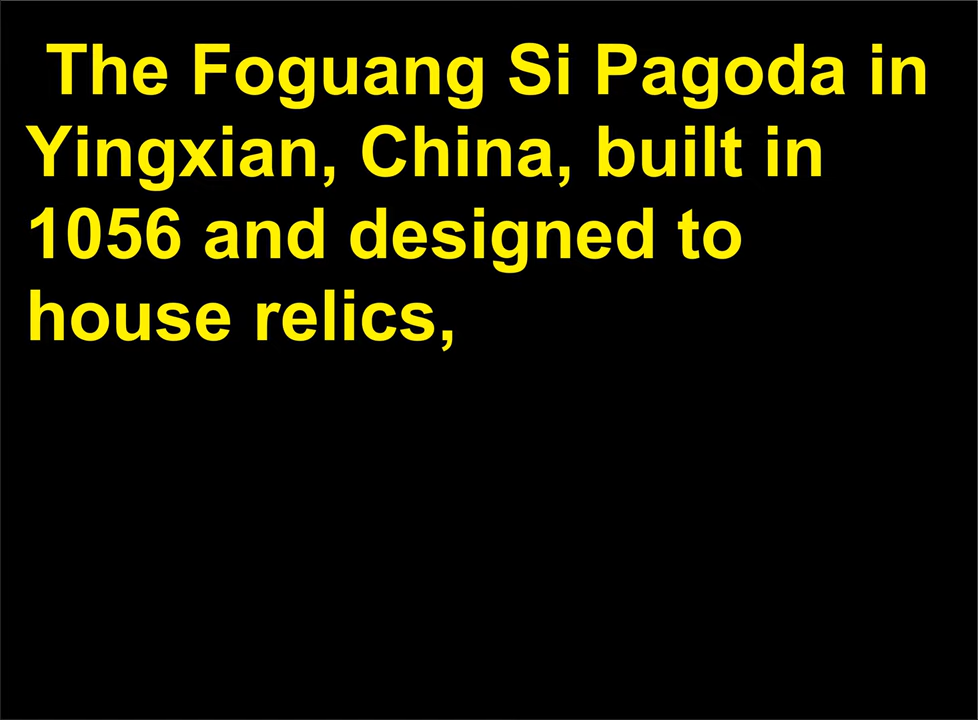 The Foguang Si Pagoda in
Yingxian, China, built in
1056 and designed to
house relics,